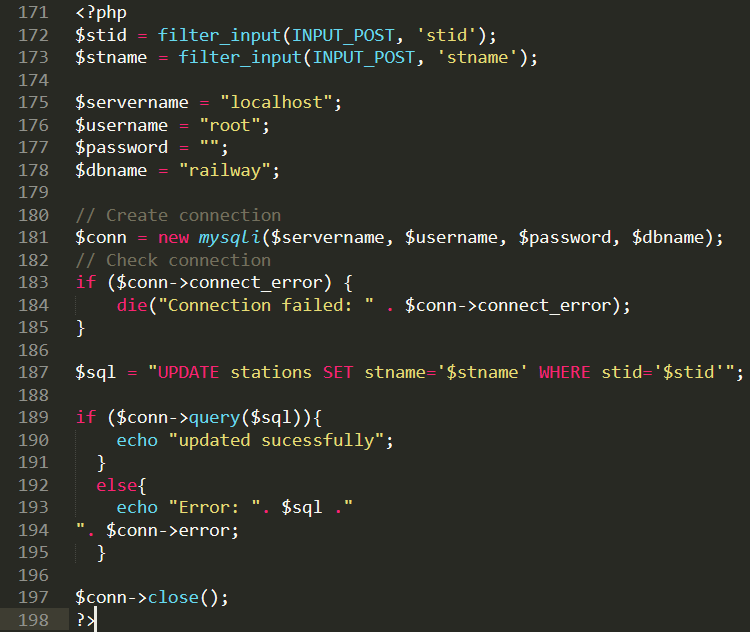 171 <?php
172 $stid = filter_input(INPUT_POST, 'stid');
173 $stname = filter_input(INPUT_POST, 'stname');
174
175 $servername = "localhost";
176 $username = "root";
177 $password = "";
178 $dbname = "railway";
179
180 // Create connection
181 $conn = new mysqli($servername, $username, $password, $dbname);
182 // Check connection
183 if ($conn->connect_error) {
184     die("Connection failed: " . $conn->connect_error);
185 }
186
187 $sql = "UPDATE stations SET stname='$stname' WHERE stid='$stid'";
188
189 if ($conn->query($sql)){
190     echo "updated sucessfully";
191   }
192   else{
193     echo "Error: ". $sql ."
194 ". $conn->error;
195   }
196
197 $conn->close();
198 ?>